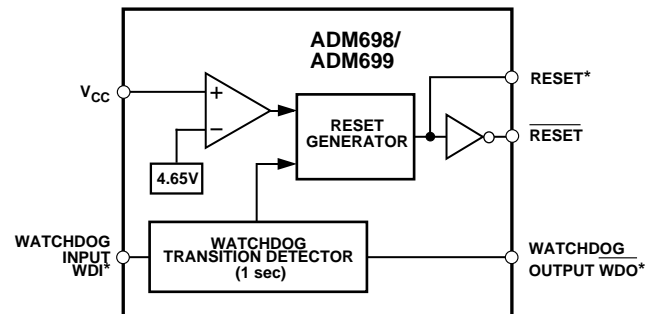 ADM698/
ADM699
VCC
+
−
4.65V
RESET
GENERATOR
RESET*
RESET
WATCHDOG
INPUT
WDI*
WATCHDOG
TRANSITION DETECTOR
(1 sec)
WATCHDOG
OUTPUT WDO*